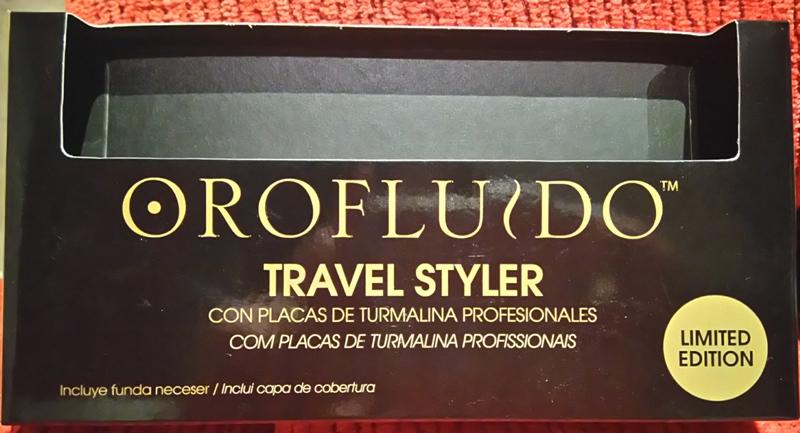 OROFLUIDO™
TRAVEL STYLER
CON PLACAS DE TURMALINA PROFESIONALES
COM PLACAS DE TURMALINA PROFISSIONAIS
LIMITED
EDITION
Incluye funda neceser / Inclui capa de cobertura